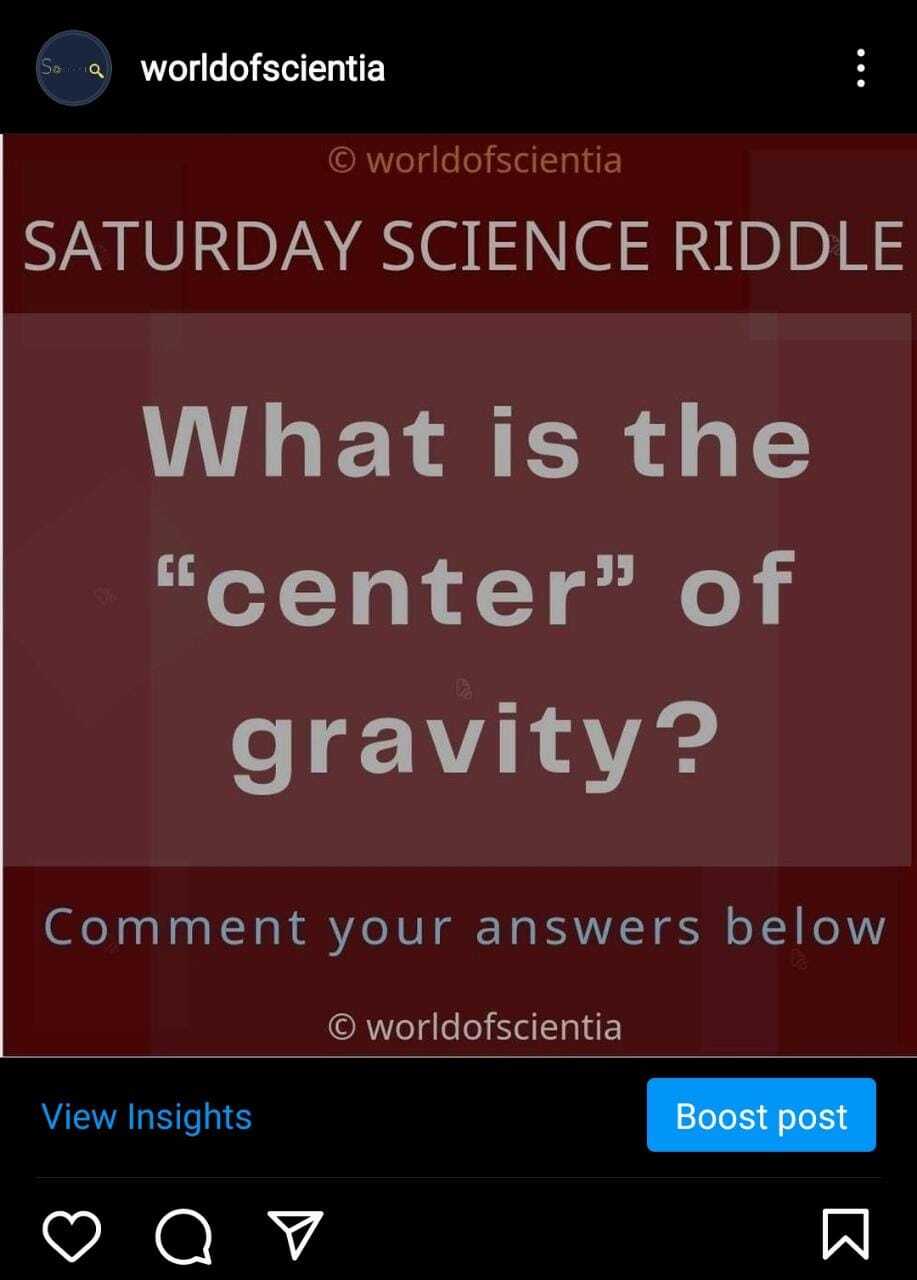 worldofscientia
© worldofscientia
SATURDAY SCIENCE RIDDLE
What is the
“center” of
gravity?
Comment your answers below
© worldofscientia
View Insights
Boost post